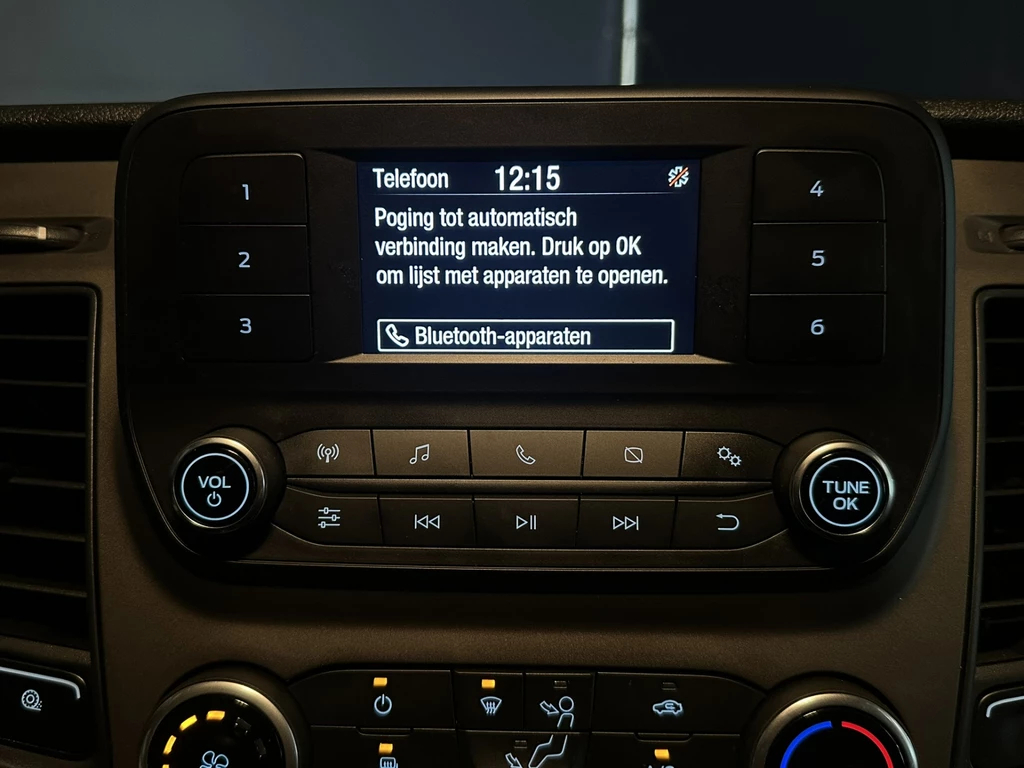 Telefoon 12:15
Poging tot automatisch
verbinding maken. Druk op OK
om lijst met apparaten te openen.
Bluetooth-apparaten
1
2
3
4
5
6
VOL
TUNE
OK